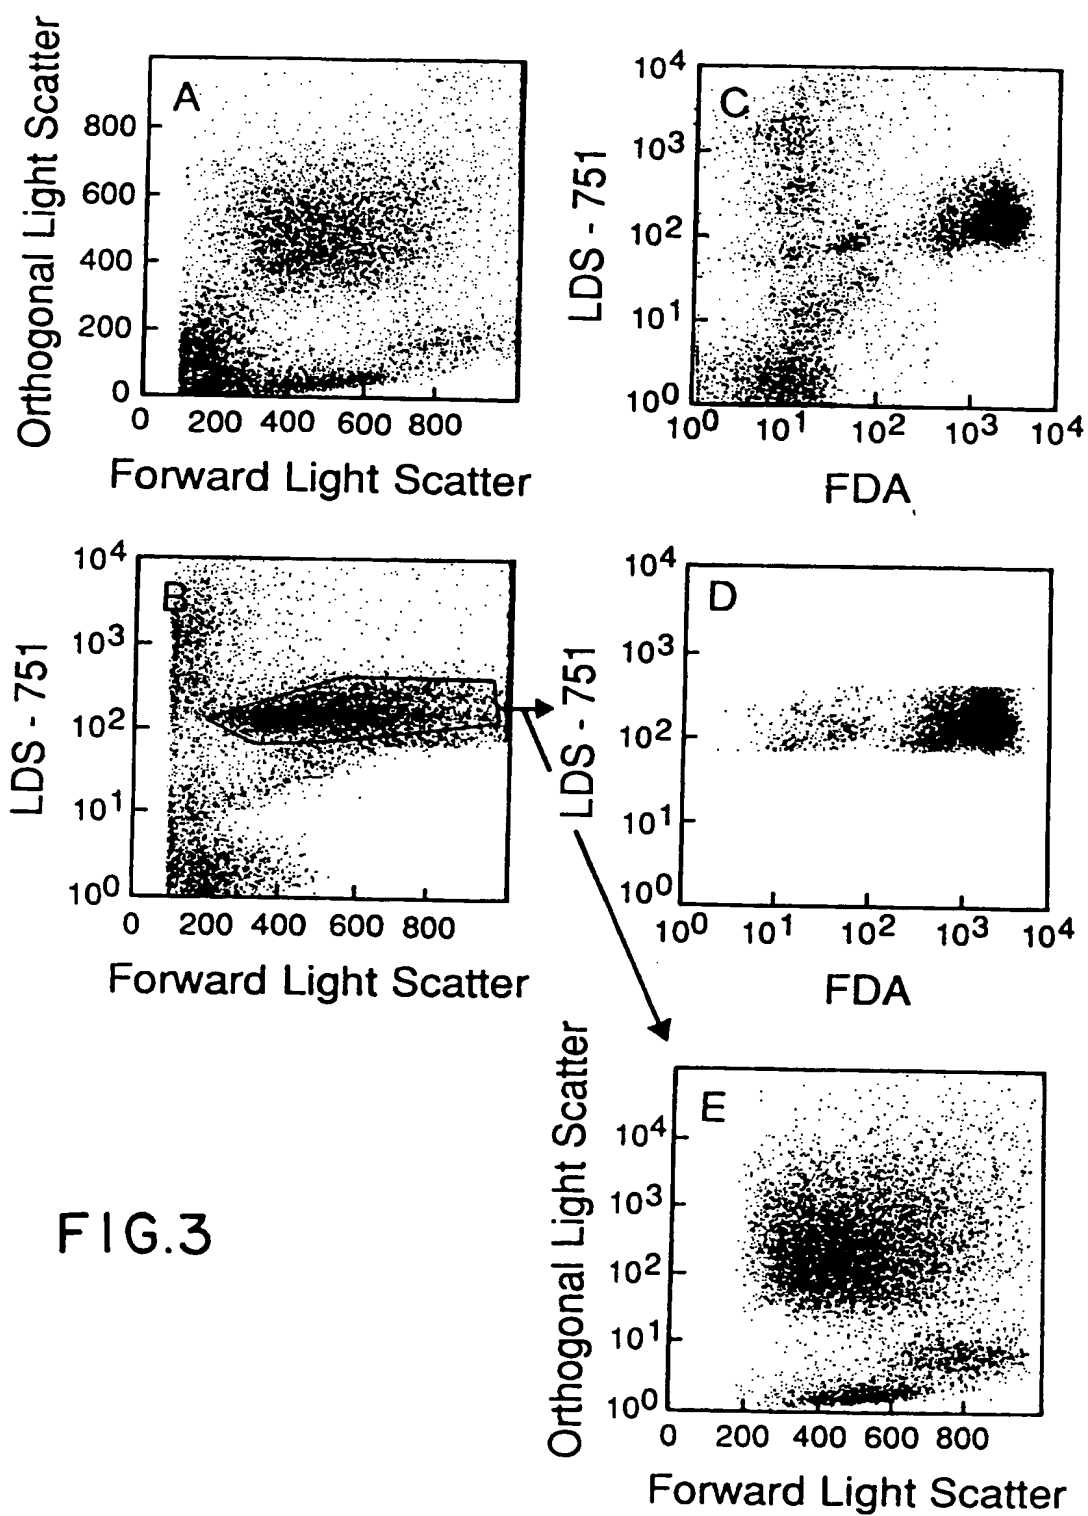 A
Orthogonal Light Scatter
800
600
400
200
0
0 200 400 600 800
Forward Light Scatter
C
LDS - 751
10^4
10^3
10^2
10^1
10^0
10^0 10^1 10^2 10^3 10^4
FDA
B
LDS - 751
10^4
10^3
10^2
10^1
10^0
0 200 400 600 800
Forward Light Scatter
D
LDS - 751
10^4
10^3
10^2
10^1
10^0
10^0 10^1 10^2 10^3 10^4
FDA
E
Orthogonal Light Scatter
10^4
10^3
10^2
10^1
10^0
0 200 400 600 800
Forward Light Scatter
FIG.3